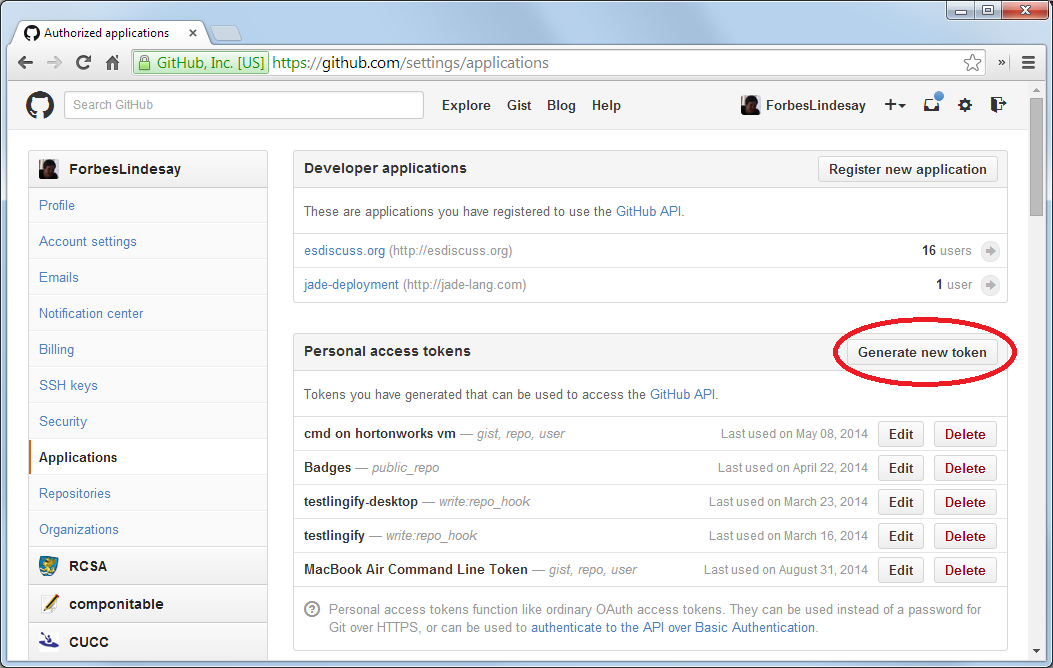 Authorized applications
GitHub, Inc. [US] https://github.com/settings/applications
Search GitHub
Explore Gist Blog Help
ForbesLindesay
ForbesLindesay
Profile
Account settings
Emails
Notification center
Billing
SSH keys
Security
Applications
Repositories
Organizations
RCSA
componitable
CUCC
Developer applications
Register new application
These are applications you have registered to use the GitHub API.
esdiscuss.org (http://esdiscuss.org) 16 users
jade-deployment (http://jade-lang.com) 1 user
Personal access tokens
Generate new token
Tokens you have generated that can be used to access the GitHub API.
cmd on hortonworks vm — gist, repo, user Last used on May 08, 2014 Edit Delete
Badges — public_repo Last used on April 22, 2014 Edit Delete
testlingify-desktop — write:repo_hook Last used on March 23, 2014 Edit Delete
testlingify — write:repo_hook Last used on March 16, 2014 Edit Delete
MacBook Air Command Line Token — gist, repo, user Last used on August 31, 2014 Edit Delete
Personal access tokens function like ordinary OAuth access tokens. They can be used instead of a password for
Git over HTTPS, or can be used to authenticate to the API over Basic Authentication.